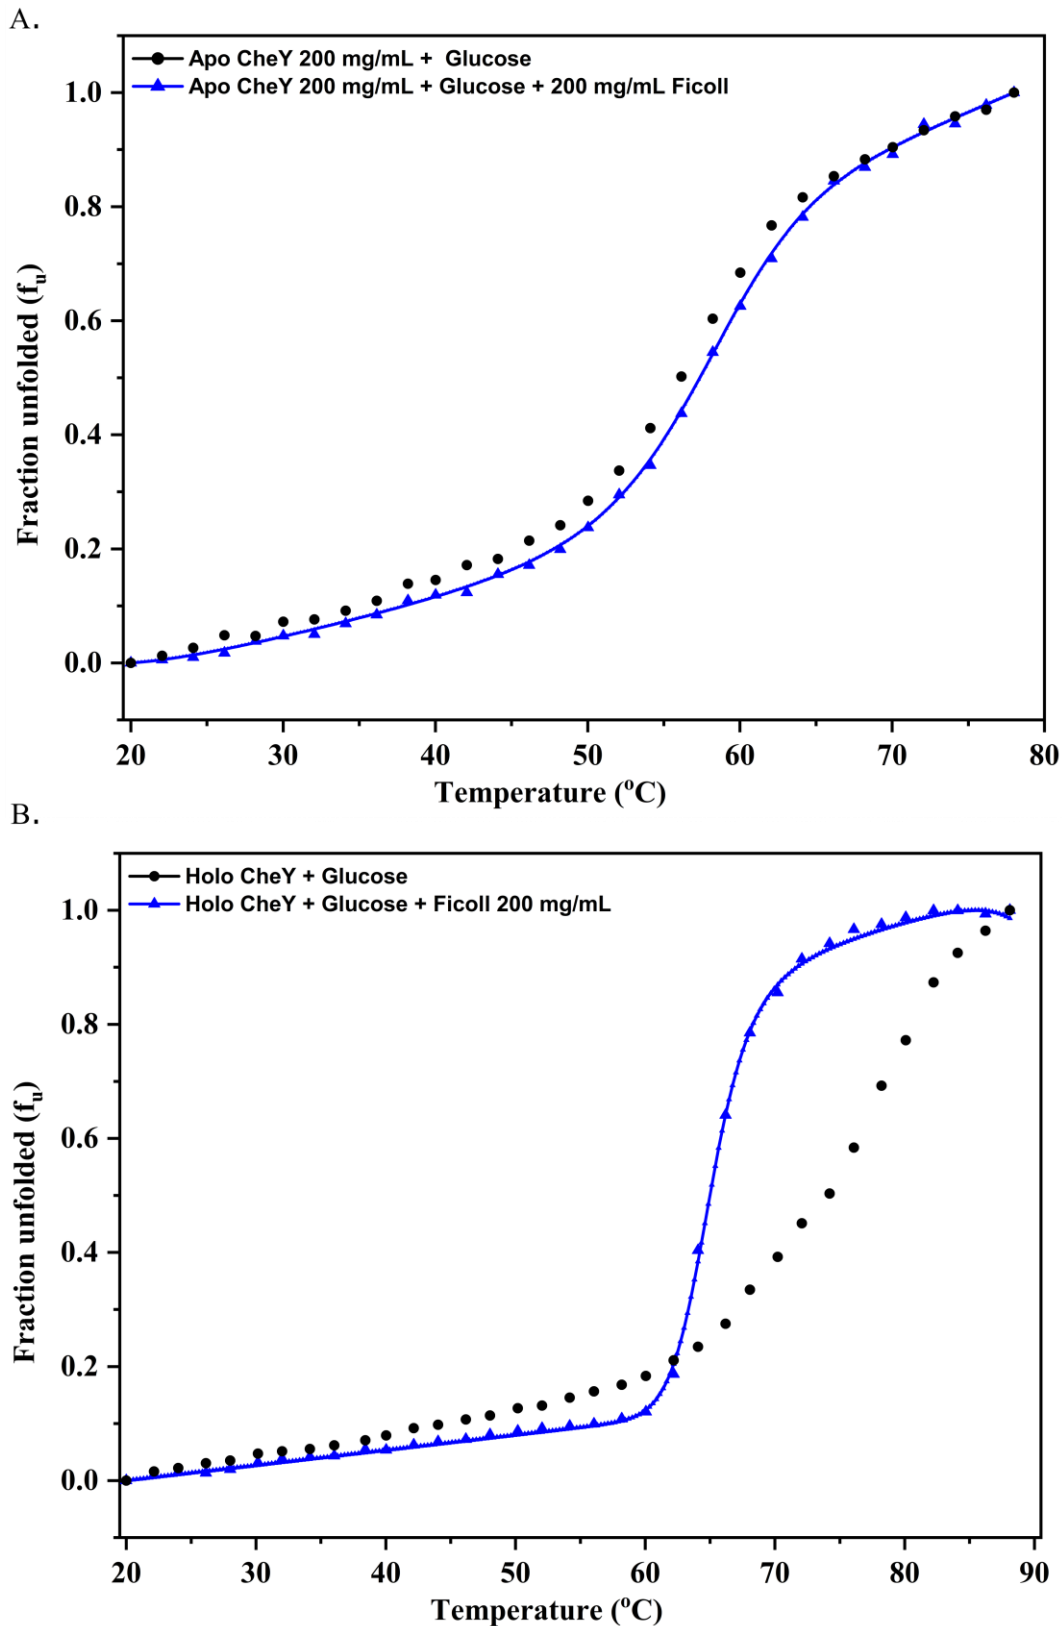 A.
Apo CheY 200 mg/mL + Glucose
Apo CheY 200 mg/mL + Glucose + 200 mg/mL Ficoll
1.0
0.8
0.6
0.4
0.2
0.0
Fraction unfolded (fu)
20 30 40 50 60 70 80
Temperature (oC)
B.
Holo CheY + Glucose
Holo CheY + Glucose + Ficoll 200 mg/mL
1.0
0.8
0.6
0.4
0.2
0.0
Fraction unfolded (fu)
20 30 40 50 60 70 80 90
Temperature (oC)